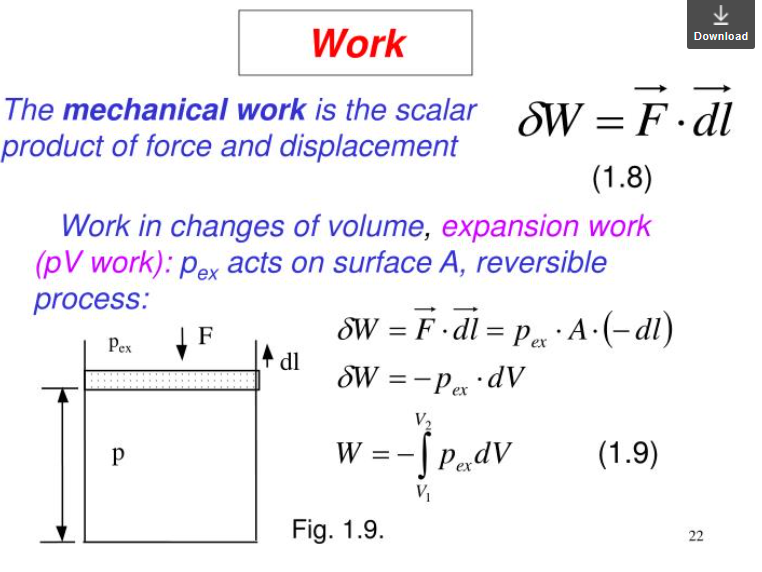 Work
Download
The mechanical work is the scalar
product of force and displacement
δW = F⃗ · dl⃗
(1.8)
Work in changes of volume, expansion work
(pV work): pₑₓ acts on surface A, reversible
process:
pₑₓ F dl
p
δW = F⃗ · dl⃗ = pₑₓ · A · (− dl)
δW = − pₑₓ · dV
W = − ∫_{V₁}^{V₂} pₑₓ dV (1.9)
Fig. 1.9.
22